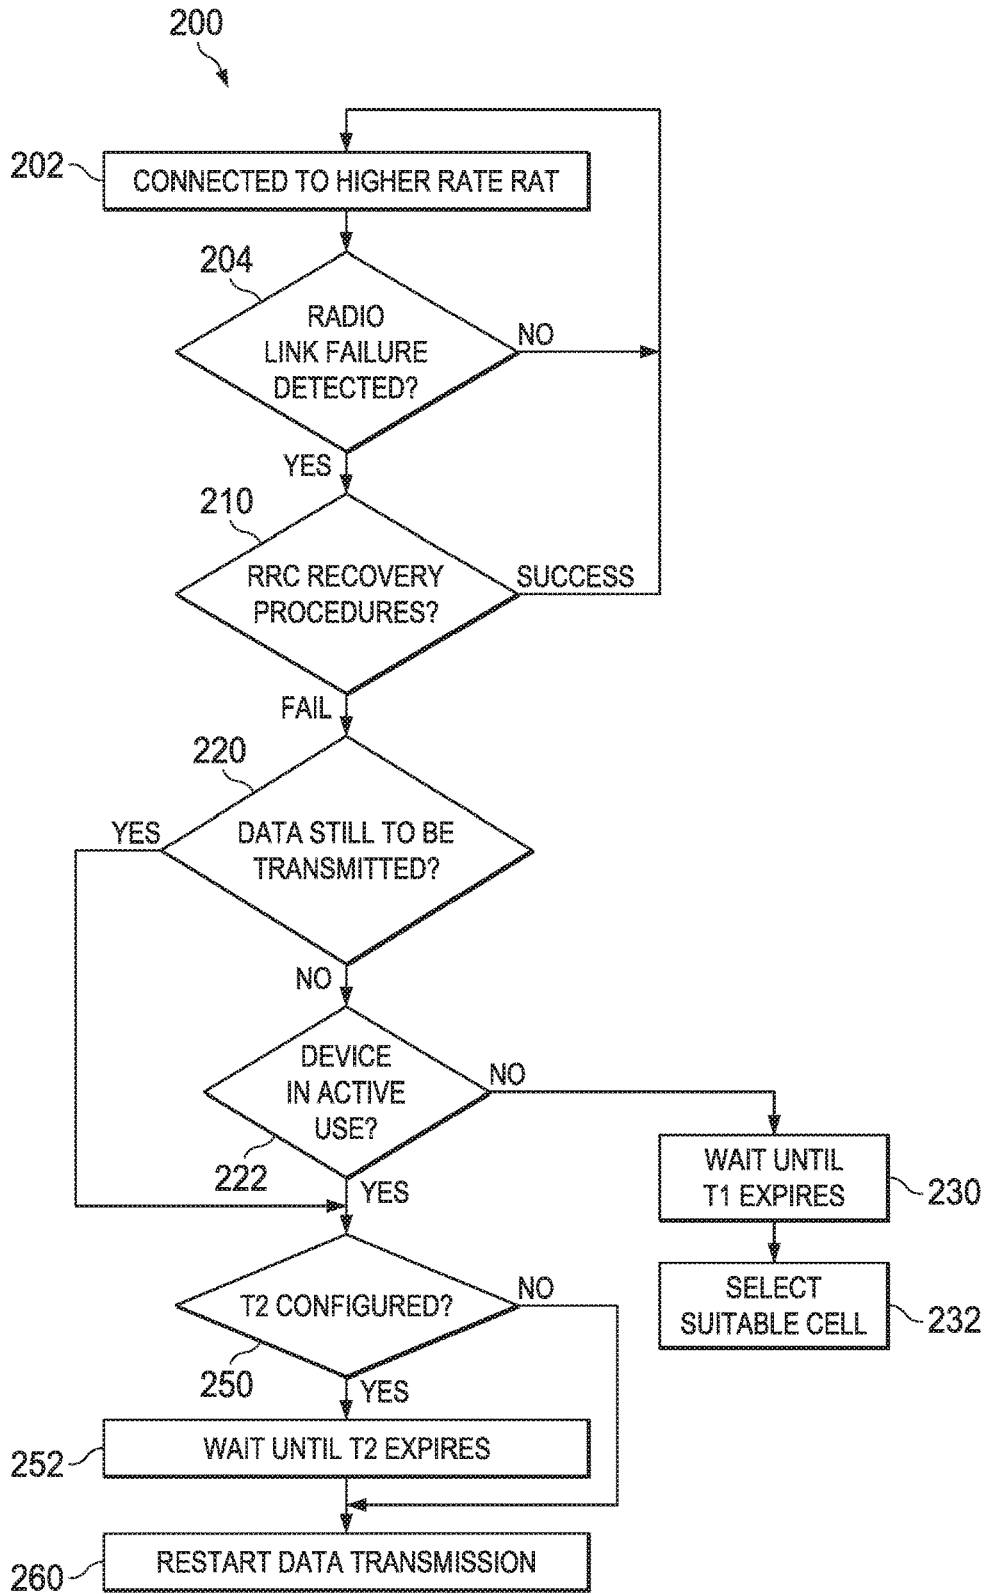 200
202
CONNECTED TO HIGHER RATE RAT
204
RADIO
LINK FAILURE
DETECTED?
NO
YES
210
RRC RECOVERY
PROCEDURES?
SUCCESS
FAIL
220
YES
DATA STILL TO BE
TRANSMITTED?
NO
DEVICE
IN ACTIVE
USE?
NO
222
YES
WAIT UNTIL
T1 EXPIRES
230
SELECT
SUITABLE CELL
232
T2 CONFIGURED?
NO
250
YES
252
WAIT UNTIL T2 EXPIRES
260
RESTART DATA TRANSMISSION